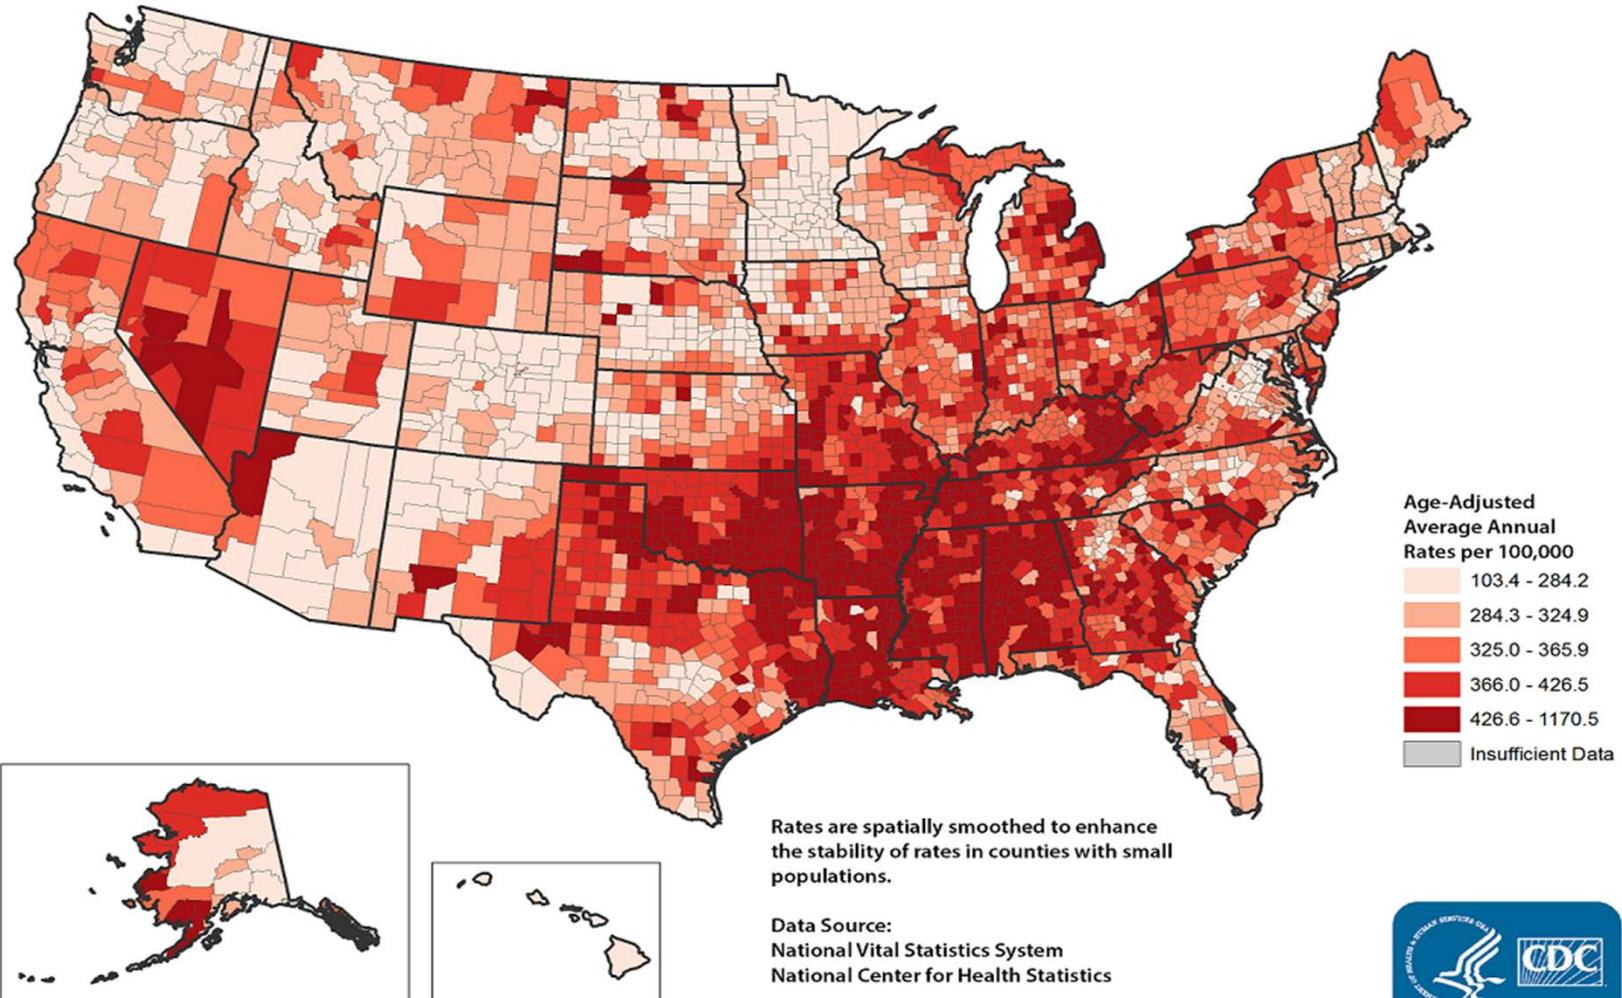 Age-Adjusted
Average Annual
Rates per 100,000
103.4 - 284.2
284.3 - 324.9
325.0 - 365.9
366.0 - 426.5
426.6 - 1170.5
Insufficient Data
Rates are spatially smoothed to enhance
the stability of rates in counties with small
populations.
Data Source:
National Vital Statistics System
National Center for Health Statistics
CDC